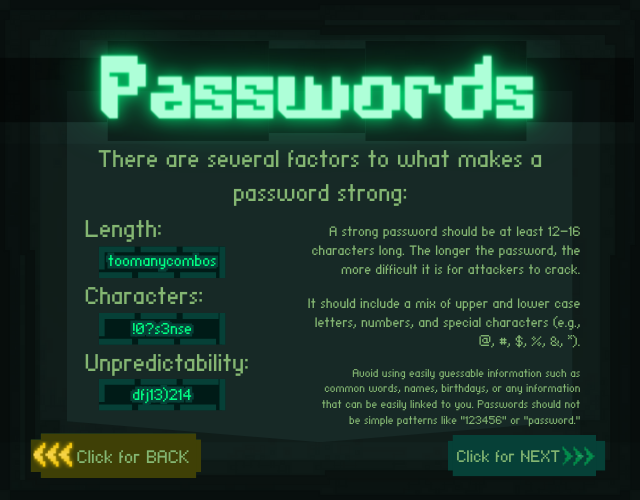 Passwords
There are several factors to what makes a
password strong:
Length:
toomanycombos
A strong password should be at least 12-16
characters long. The longer the password, the
more difficult it is for attackers to crack.
Characters:
!0?s3nse
It should include a mix of upper and lower case
letters, numbers, and special characters (e.g.,
@, #, $, %, &, *).
Unpredictability:
dfj13)214
Avoid using easily guessable information such as
common words, names, birthdays, or any information
that can be easily linked to you. Passwords should not
be simple patterns like "123456" or "password."
Click for BACK
Click for NEXT